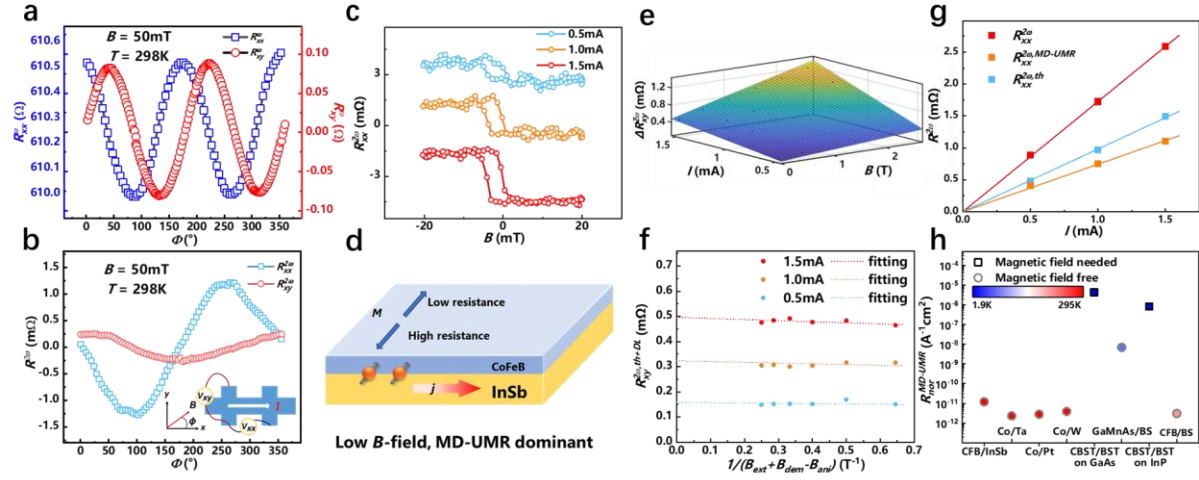 a
B = 50mT
T = 298K
R^ω_xx
R^ω_xy
R^ω_xx (Ω)
610.6
610.5
610.4
610.3
610.2
610.1
610.0
R^ω_xy (Ω)
0.10
0.05
0.00
-0.05
-0.10
0 50 100 150 200 250 300 350
Φ(°)
b
B = 50mT
T = 298K
R^2ω_xx
R^2ω_xy
R^2ω (mΩ)
1.5
1.0
0.5
0.0
-0.5
-1.0
-1.5
V_xy
V_xx
I
y
B
ϕ
x
0 50 100 150 200 250 300 350
Φ(°)
c
0.5mA
1.0mA
1.5mA
R^2ω_xx (mΩ)
3
0
-3
-20 -10 0 10 20
B (mT)
d
M
Low resistance
High resistance
CoFeB
j
InSb
Low B-field, MD-UMR dominant
e
ΔR^2ω_xy (mΩ)
1.2
0.8
0.4
1.5
1
0.5
I (mA)
0
1
2
B (T)
f
1.5mA fitting
1.0mA fitting
0.5mA fitting
R^2ω,th+DL_xy (mΩ)
0.7
0.6
0.5
0.4
0.3
0.2
0.1
0.0
0.0 0.1 0.2 0.3 0.4 0.5 0.6 0.7
1/(B_ext+B_dem-B_ani) (T^-1)
g
R^2ω_xx
R^2ω,MD-UMR_xx
R^2ω,th_xx
R^2ω (mΩ)
2.5
2.0
1.5
1.0
0.5
0.0
0.0 0.5 1.0 1.5
I (mA)
h
Magnetic field needed
Magnetic field free
1.9K 295K
R^MD-UMR_nor (A^-1cm^2)
10^-4
10^-5
10^-6
10^-7
10^-8
10^-9
10^-10
10^-11
10^-12
Co/Ta Co/W GaMnAs/BS CFB/BS
CFB/InSb Co/Pt CBST/BST CBST/BST
on GaAs on InP